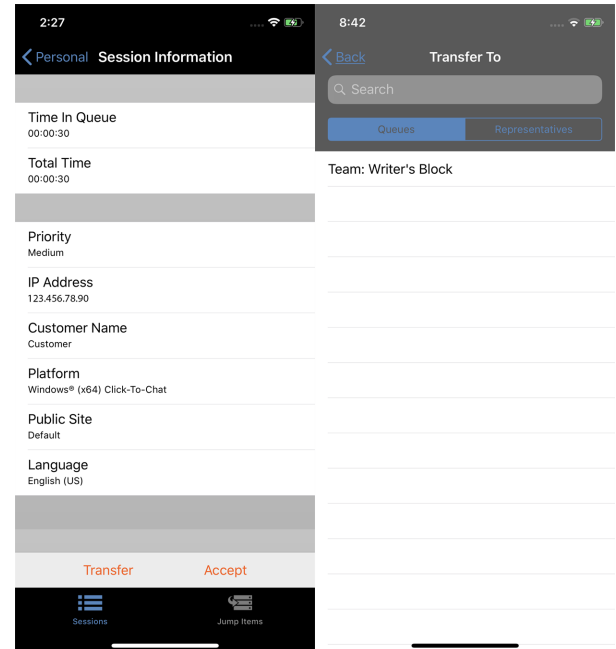 2:27
Personal Session Information
Time In Queue
00:00:30
Total Time
00:00:30
Priority
Medium
IP Address
123.456.78.90
Customer Name
Customer
Platform
Windows® (x64) Click-To-Chat
Public Site
Default
Language
English (US)
Transfer Accept
Sessions Jump Items
8:42
Back Transfer To
Search
Queues Representatives
Team: Writer's Block